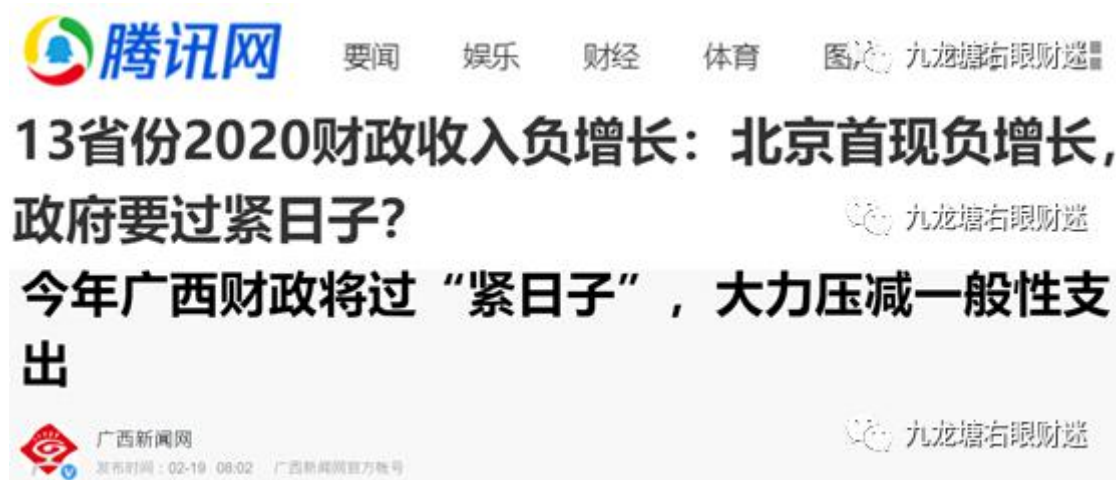 腾讯网 要闻 娱乐 财经 体育 九龙塘右眼财迷
13省份2020财政收入负增长：北京首现负增长，
政府要过紧日子？ 九龙塘右眼财迷
今年广西财政将过“紧日子”，大力压减一般性支
出
广西新闻网 九龙塘右眼财迷
发布时间：02-19 08:02 广西新闻网官方帐号